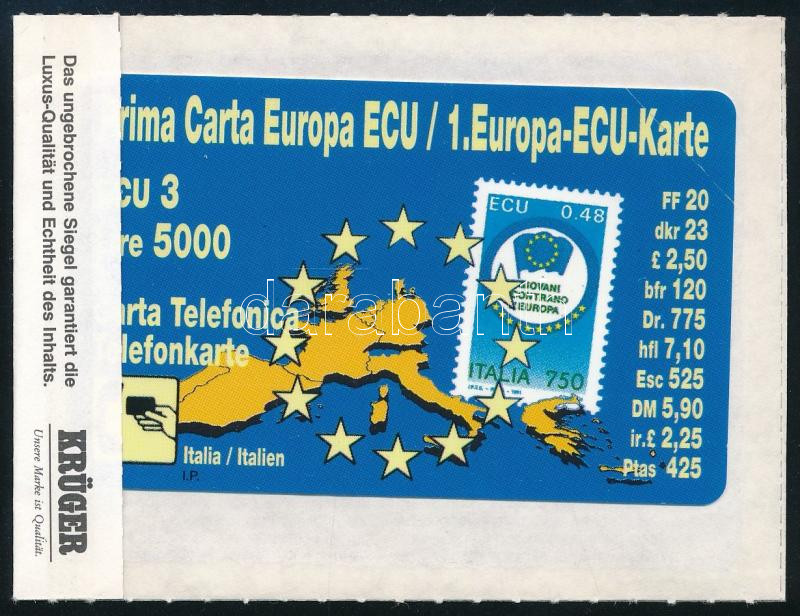 Das ungebrochene Siegel garantiert die
Luxus-Qualität und Echtheit des Inhalts.
KRÜGER
Unsere Marke ist Qualität.
rima Carta Europa ECU / 1.Europa-ECU-Karte
CU 3
re 5000
arta Telefonica
elefonkarte
Italia / Italien
I.P.
ECU 0.48
GIOVANI
CONTRANO
L'EUROPA
ITALIA 750
FF 20
dkr 23
£ 2,50
bfr 120
Dr. 775
hfl 7,10
Esc 525
DM 5,90
ir.£ 2,25
Ptas 425
darabanth